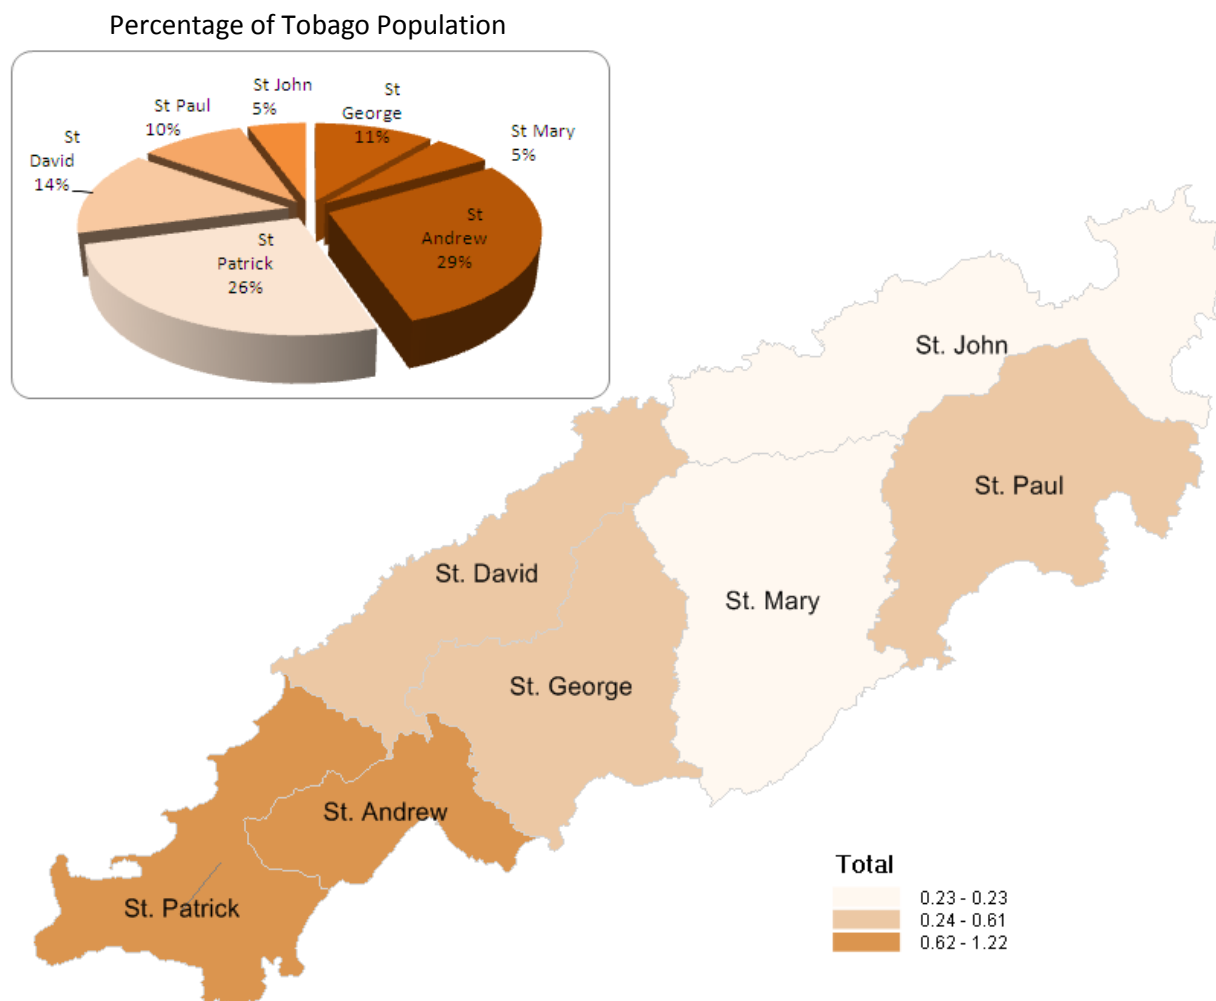 Percentage of Tobago Population
St John
5%
St
George
11%
St Paul
10%
St Mary
5%
St
David
14%
St
Andrew
29%
St
Patrick
26%
St. John
St. Paul
St. David
St. Mary
St. George
St. Andrew
St. Patrick
Total
0.23 - 0.23
0.24 - 0.61
0.62 - 1.22